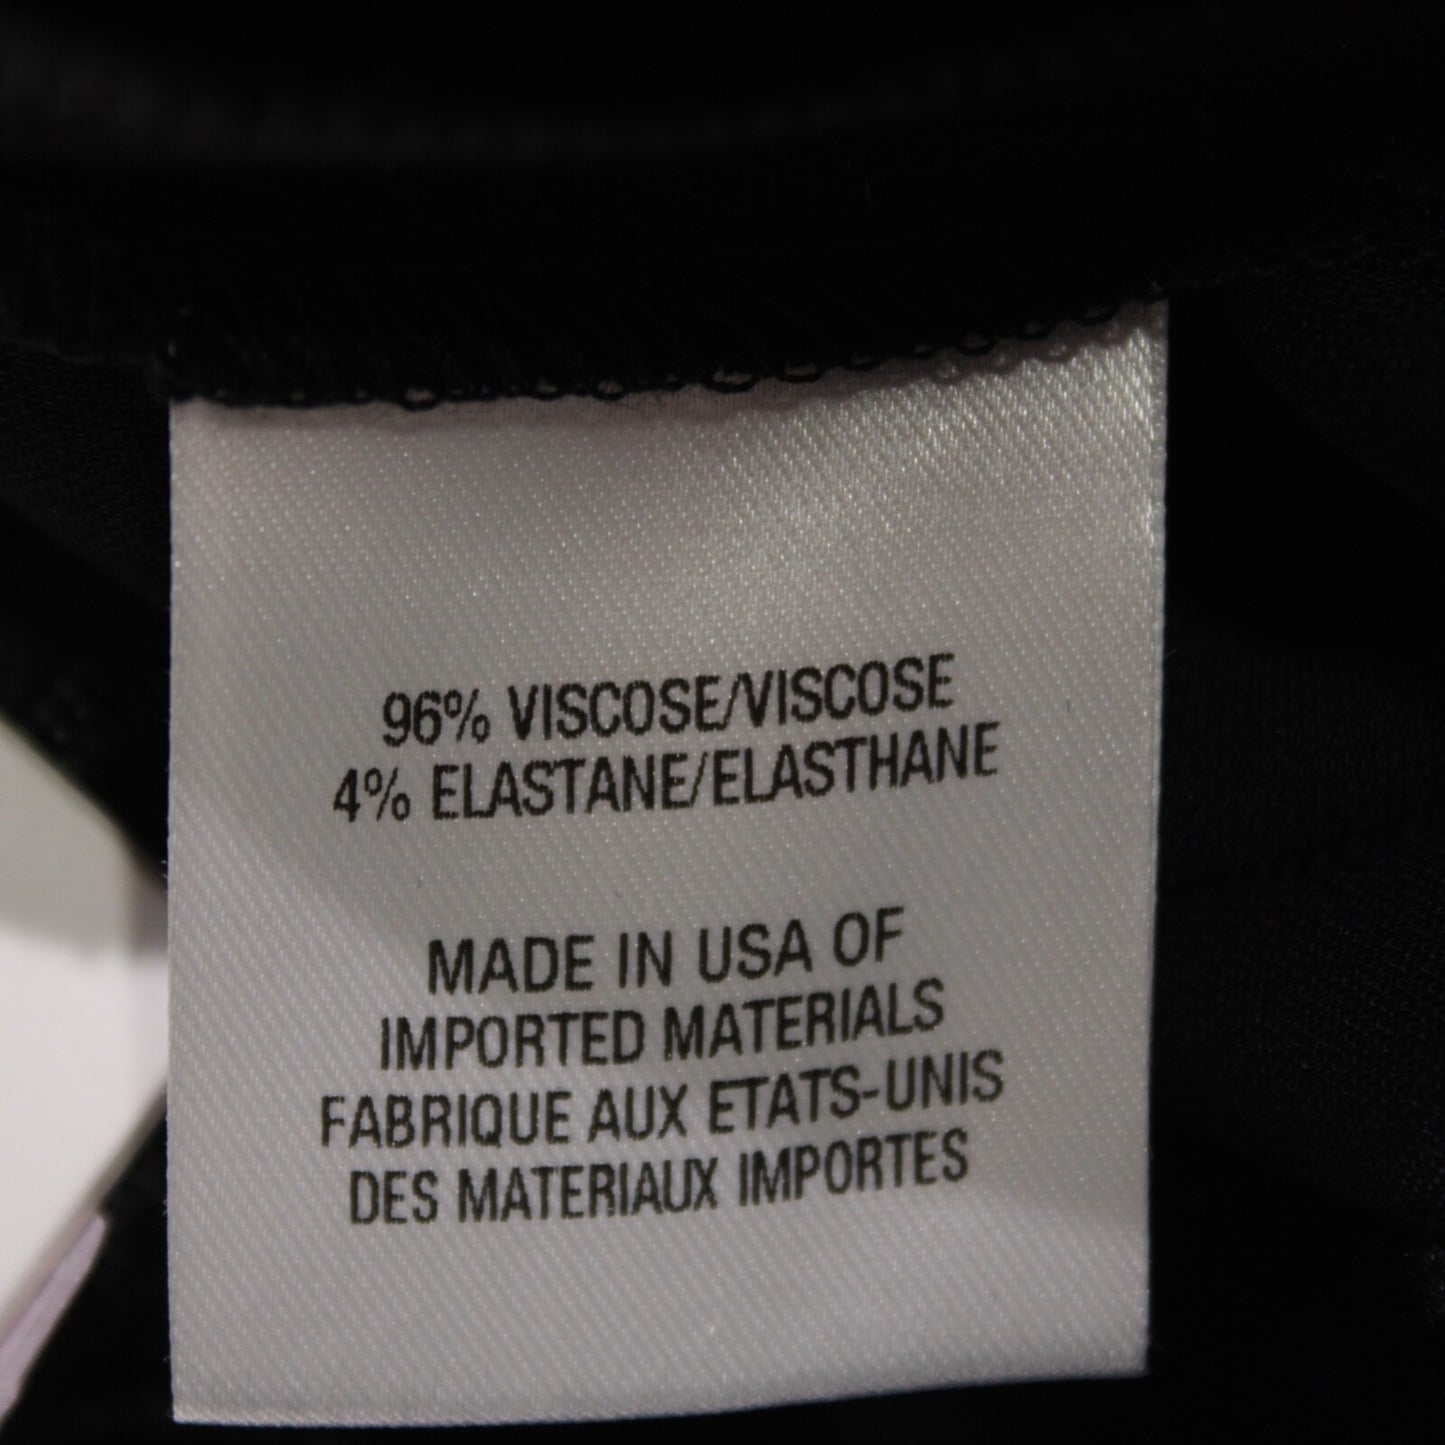 96% VISCOSE/VISCOSE
4% ELASTANE/ELASTHANE
MADE IN USA OF
IMPORTED MATERIALS
FABRIQUE AUX ETATS-UNIS
DES MATERIAUX IMPORTES